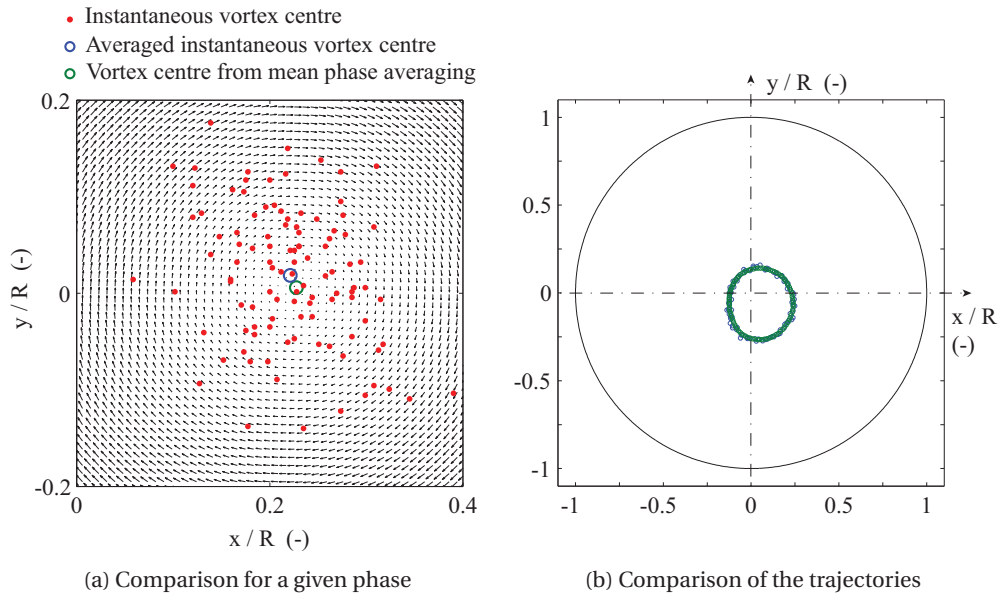 Instantaneous vortex centre
Averaged instantaneous vortex centre
Vortex centre from mean phase averaging
0.2
0
-0.2
y / R (-)
0
0.2
0.4
x / R (-)
(a) Comparison for a given phase
y / R (-)
1
0.5
0
-0.5
-1
-1
-0.5
0
0.5
1
x / R
(-)
(b) Comparison of the trajectories